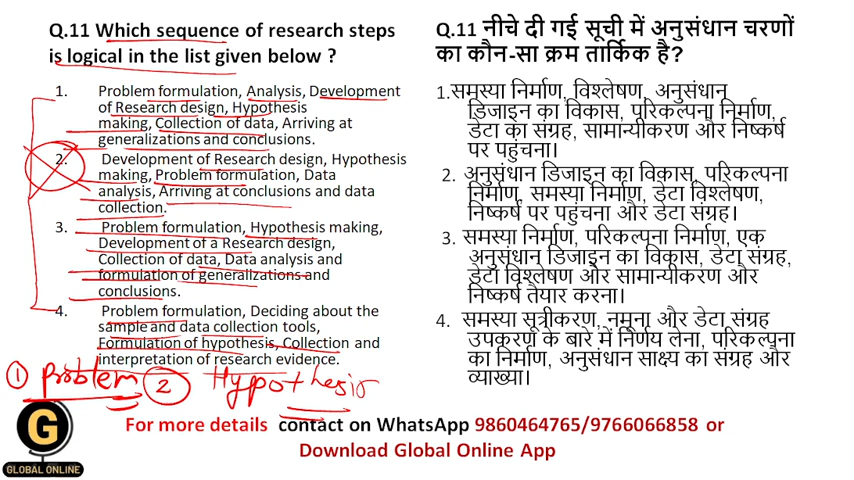 Q.11 Which sequence of research steps
is logical in the list given below ?
1. Problem formulation, Analysis, Development
of Research design, Hypothesis
making, Collection of data, Arriving at
generalizations and conclusions.
2. Development of Research design, Hypothesis
making, Problem formulation, Data
analysis, Arriving at conclusions and data
collection.
3. Problem formulation, Hypothesis making,
Development of a Research design,
Collection of data, Data analysis and
formulation of generalizations and
conclusions.
4. Problem formulation, Deciding about the
sample and data collection tools,
Formulation of hypothesis, Collection and
interpretation of research evidence.
① Problem ② Hypothesis
Q.11 नीचे दी गई सूची में अनुसंधान चरणों
का कौन-सा क्रम तार्किक है?
1.समस्या निर्माण, विश्लेषण, अनुसंधान
डिजाइन का विकास, परिकल्पना निर्माण,
डेटा का संग्रह, सामान्यीकरण और निष्कर्ष
पर पहुंचना।
2. अनुसंधान डिजाइन का विकास, परिकल्पना
निर्माण, समस्या निर्माण, डेटा विश्लेषण,
निष्कर्ष पर पहुंचना और डेटा संग्रह।
3. समस्या निर्माण, परिकल्पना निर्माण, एक
अनुसंधान डिजाइन का विकास, डेटा संग्रह,
डेटा विश्लेषण और सामान्यीकरण और
निष्कर्ष तैयार करना।
4. समस्या सूत्रीकरण, नमूना और डेटा संग्रह
उपकरण के बारे में निर्णय लेना, परिकल्पना
का निर्माण, अनुसंधान साक्ष्य का संग्रह और
व्याख्या।
For more details contact on WhatsApp 9860464765/9766066858 or
Download Global Online App
G
GLOBAL ONLINE